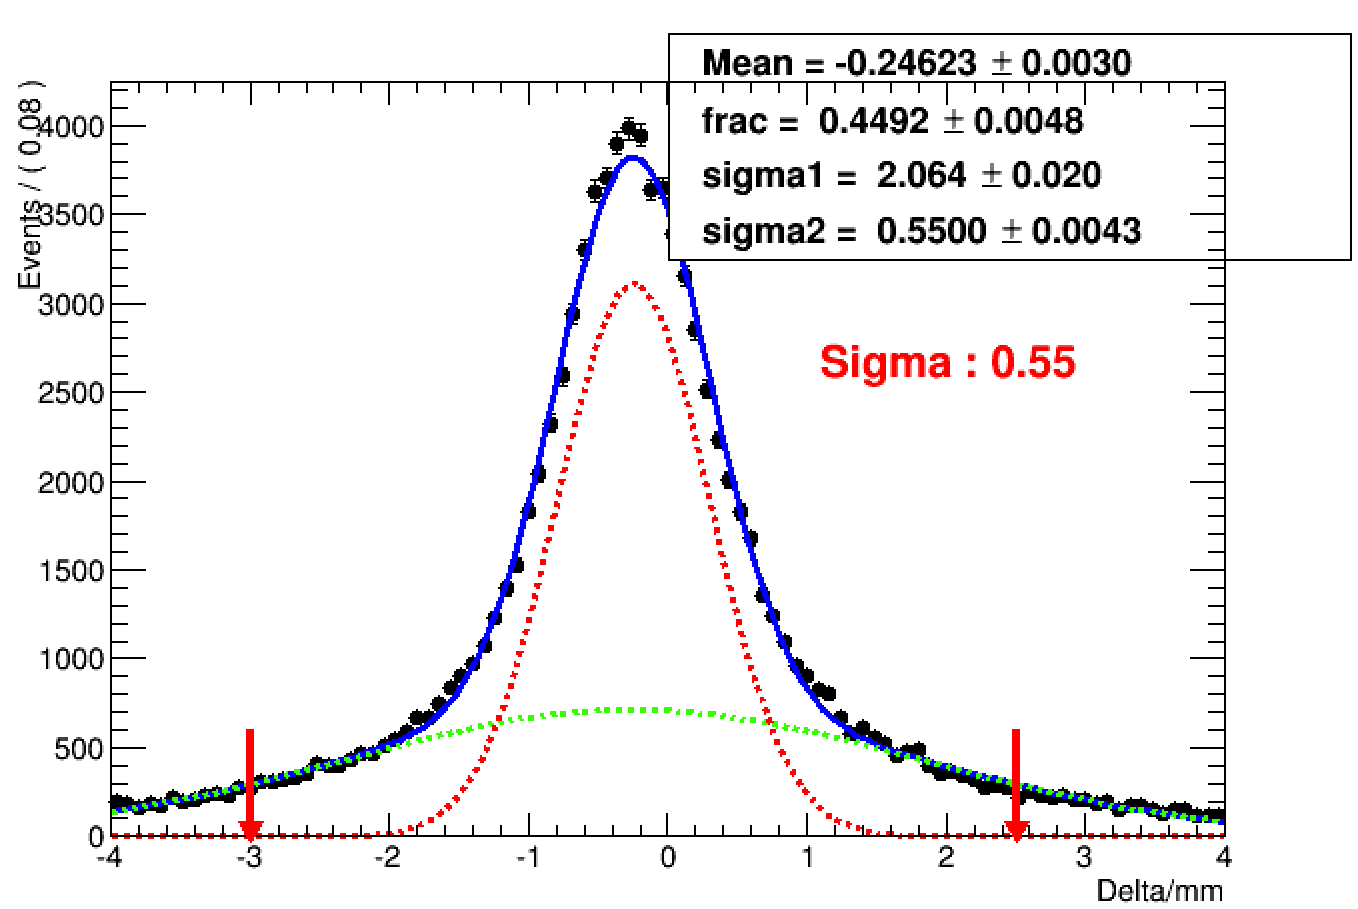 Mean = -0.24623 ± 0.0030
frac =  0.4492 ± 0.0048
sigma1 =  2.064 ± 0.020
sigma2 =  0.5500 ± 0.0043
Sigma : 0.55
Events / ( 0.08 )
4000
3500
3000
2500
2000
1500
1000
500
0
-4 -3 -2 -1 0 1 2 3 4
Delta/mm